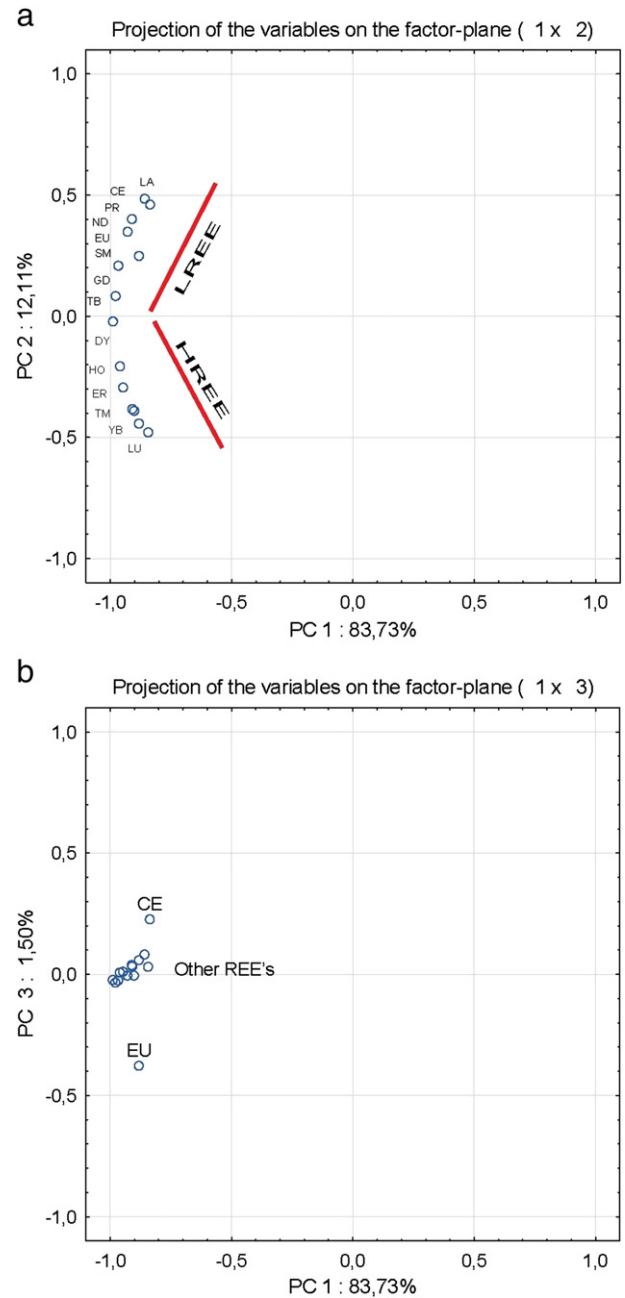 a
Projection of the variables on the factor-plane ( 1 x 2)
1,0
0,5
0,0
-0,5
-1,0
PC 2 : 12,11%
LA
CE
PR
ND
EU
SM
GD
TB
DY
HO
ER
TM
YB
LU
LREE
HREE
-1,0 -0,5 0,0 0,5 1,0
PC 1 : 83,73%
b
Projection of the variables on the factor-plane ( 1 x 3)
1,0
0,5
0,0
-0,5
-1,0
PC 3 : 1,50%
CE
Other REE's
EU
-1,0 -0,5 0,0 0,5 1,0
PC 1 : 83,73%